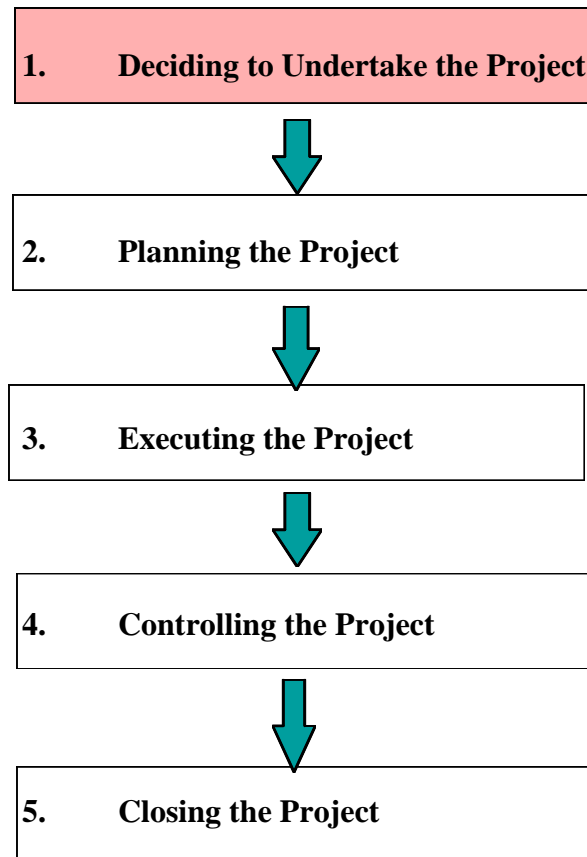 1. Deciding to Undertake the Project
2. Planning the Project
3. Executing the Project
4. Controlling the Project
5. Closing the Project